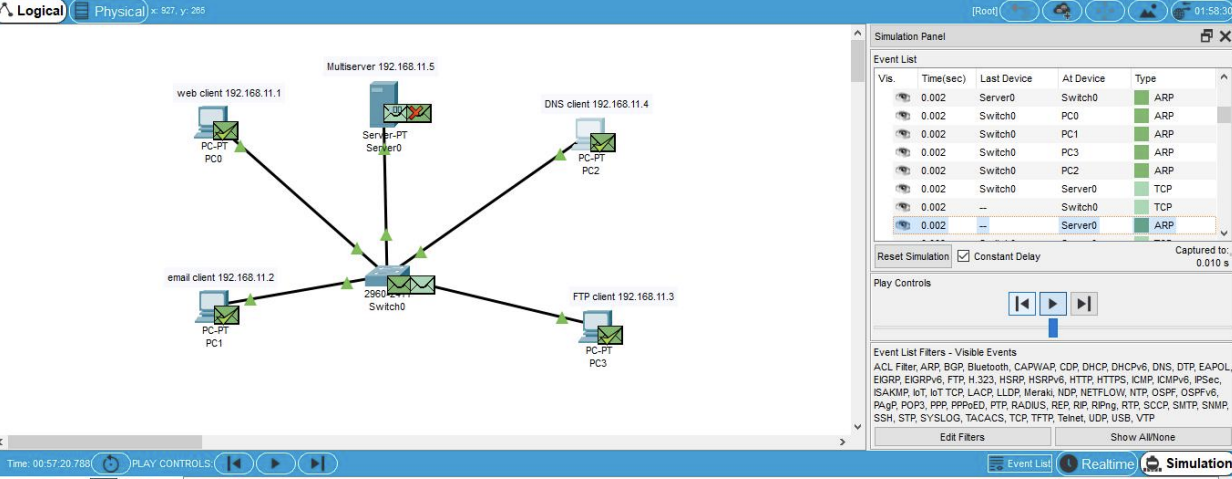 Logical
Physical x: 927, y: 265
[Root]
01:58:30
Multiserver 192.168.11.5
web client 192.168.11.1
DNS client 192.168.11.4
PC-PT
PC0
Server-PT
Server0
PC-PT
PC2
email client 192.168.11.2
FTP client 192.168.11.3
Switch0
PC-PT
PC1
PC-PT
PC3
Simulation Panel
Event List
Vis. Time(sec) Last Device At Device Type
0.002 Server0 Switch0 ARP
0.002 Switch0 PC0 ARP
0.002 Switch0 PC1 ARP
0.002 Switch0 PC3 ARP
0.002 Switch0 PC2 ARP
0.002 Switch0 Server0 TCP
0.002 -- Switch0 TCP
0.002 -- Server0 ARP
Reset Simulation Constant Delay Captured to:
0.010 s
Play Controls
Event List Filters - Visible Events
ACL Filter, ARP, BGP, Bluetooth, CAPWAP, CDP, DHCP, DHCPv6, DNS, DTP, EAPOL,
EIGRP, EIGRPv6, FTP, H.323, HSRP, HSRPv6, HTTP, HTTPS, ICMP, ICMPv6, IPSec,
ISAKMP, IoT, IoT TCP, LACP, LLDP, Meraki, NDP, NETFLOW, NTP, OSPF, OSPFv6,
PAgP, POP3, PPP, PPPoED, PTP, RADIUS, REP, RIP, RIPng, RTP, SCCP, SMTP, SNMP,
SSH, STP, SYSLOG, TACACS, TCP, TFTP, Telnet, UDP, USB, VTP
Edit Filters Show All/None
Time: 00:57:20.788 PLAY CONTROLS:
Event List Realtime Simulation